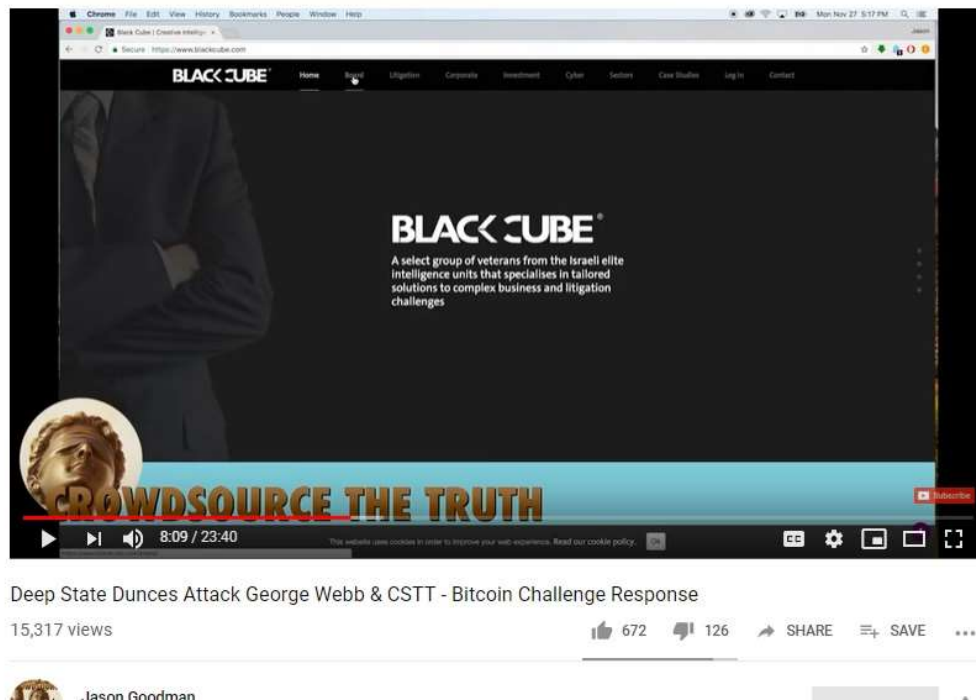 Chrome File Edit View History Bookmarks People Window Help
Mon Nov 27 5:17 PM
Black Cube | Creative Intellig
Jason
Secure https://www.blackcube.com
BLACK CUBE
Home Board Litigation Corporate Investment Cyber Sectors Case Studies Log In Contact
BLACK CUBE
A select group of veterans from the Israeli elite
intelligence units that specialises in tailored
solutions to complex business and litigation
challenges
CROWDSOURCE THE TRUTH
Subscribe
8:09 / 23:40
This website uses cookies in order to improve your web experience. Read our cookie policy.
Ok
CC
Deep State Dunces Attack George Webb & CSTT - Bitcoin Challenge Response
15,317 views
672 126 SHARE SAVE
Jason Goodman